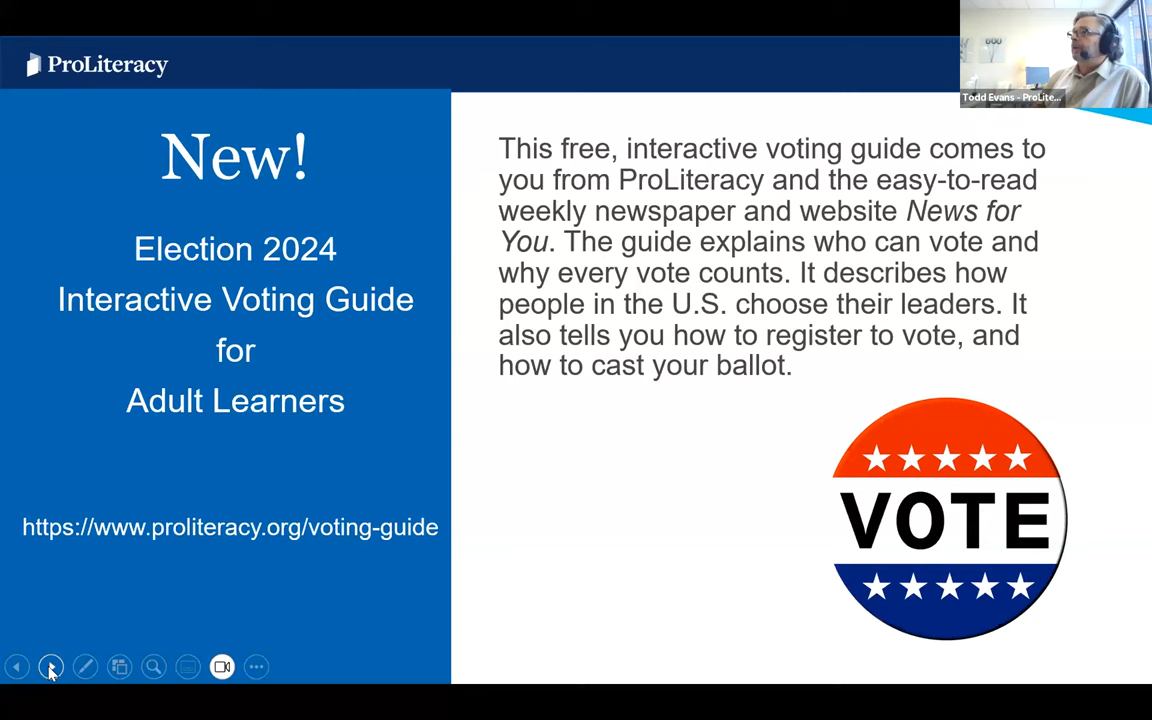 ProLiteracy
Todd Evans - ProLite...
New!
Election 2024
Interactive Voting Guide
for
Adult Learners
https://www.proliteracy.org/voting-guide
This free, interactive voting guide comes to
you from ProLiteracy and the easy-to-read
weekly newspaper and website News for
You. The guide explains who can vote and
why every vote counts. It describes how
people in the U.S. choose their leaders. It
also tells you how to register to vote, and
how to cast your ballot.
VOTE